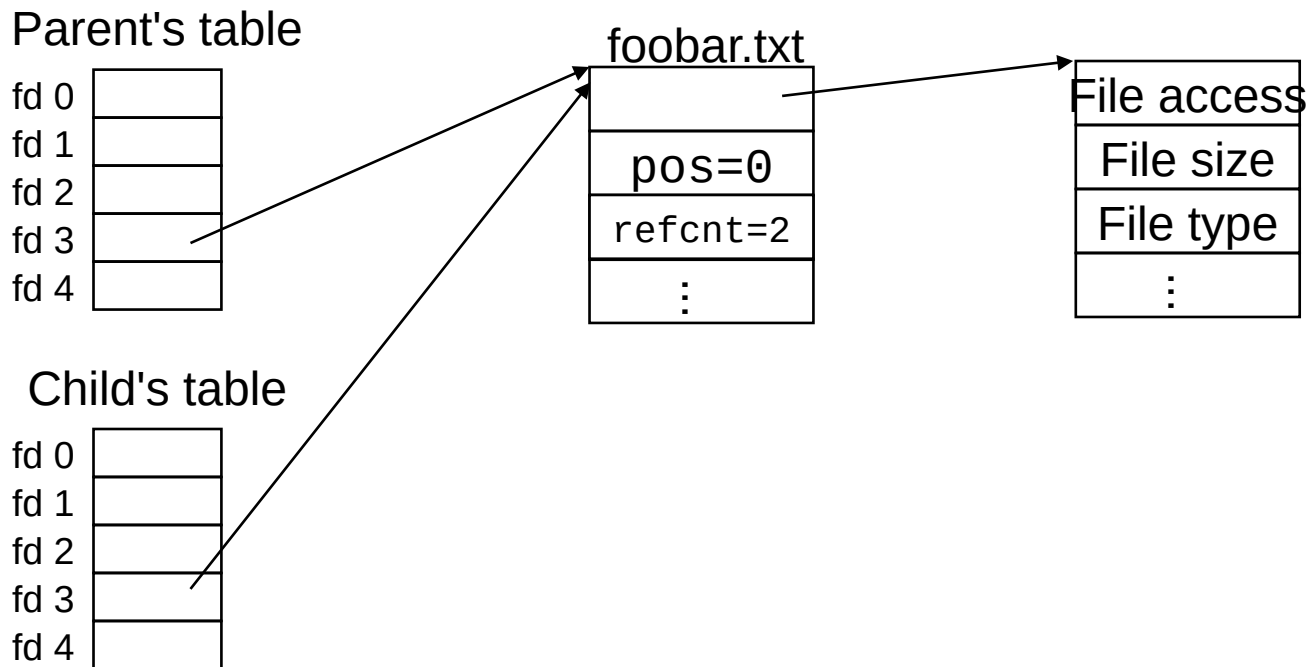 Parent's table
fd 0
fd 1
fd 2
fd 3
fd 4
foobar.txt
pos=0
refcnt=2
⋮
File access
File size
File type
⋮
Child's table
fd 0
fd 1
fd 2
fd 3
fd 4